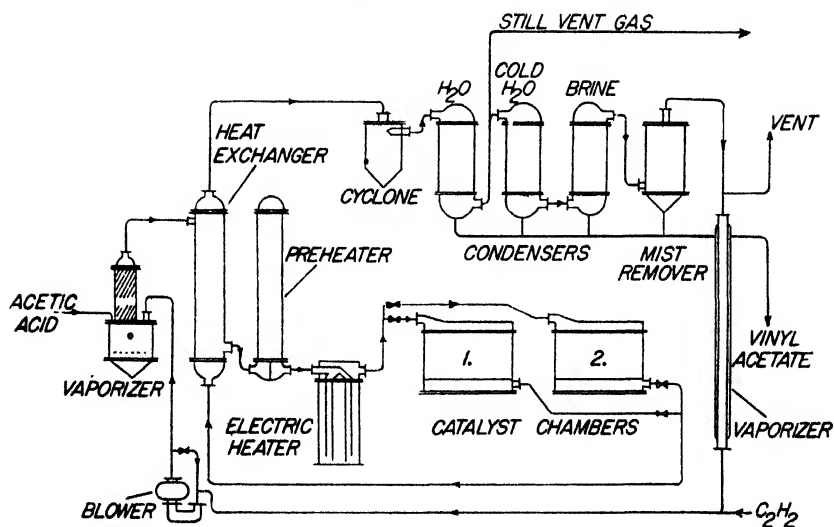 STILL VENT GAS
H₂O
COLD
H₂O
BRINE
HEAT
EXCHANGER
VENT
CYCLONE
PREHEATER
CONDENSERS
MIST
REMOVER
ACETIC
ACID
VAPORIZER
1.
2.
VINYL
ACETATE
ELECTRIC
HEATER
CATALYST CHAMBERS
VAPORIZER
BLOWER
C₂H₂